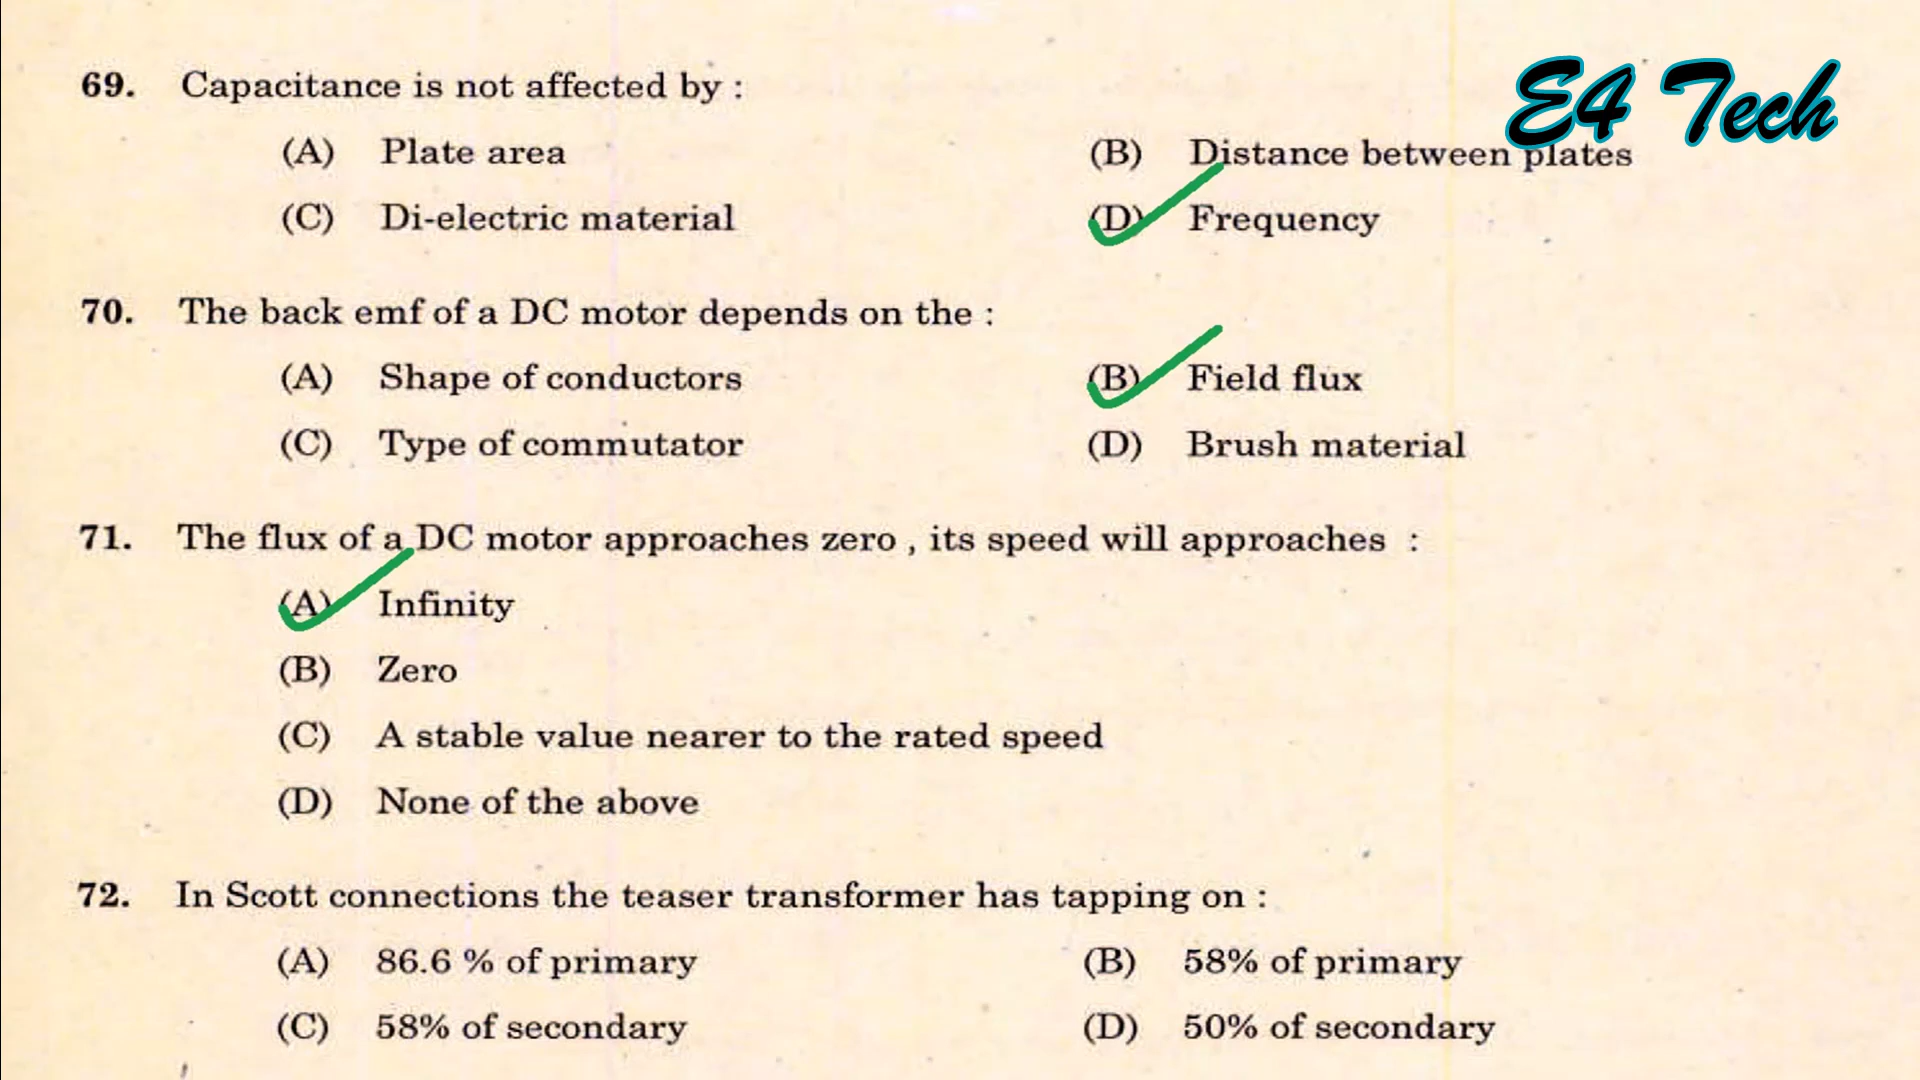 E4 Tech
69. Capacitance is not affected by :
(A) Plate area (B) Distance between plates
(C) Di-electric material (D) Frequency
70. The back emf of a DC motor depends on the :
(A) Shape of conductors (B) Field flux
(C) Type of commutator (D) Brush material
71. The flux of a DC motor approaches zero , its speed will approaches :
(A) Infinity
(B) Zero
(C) A stable value nearer to the rated speed
(D) None of the above
72. In Scott connections the teaser transformer has tapping on :
(A) 86.6 % of primary (B) 58% of primary
(C) 58% of secondary (D) 50% of secondary